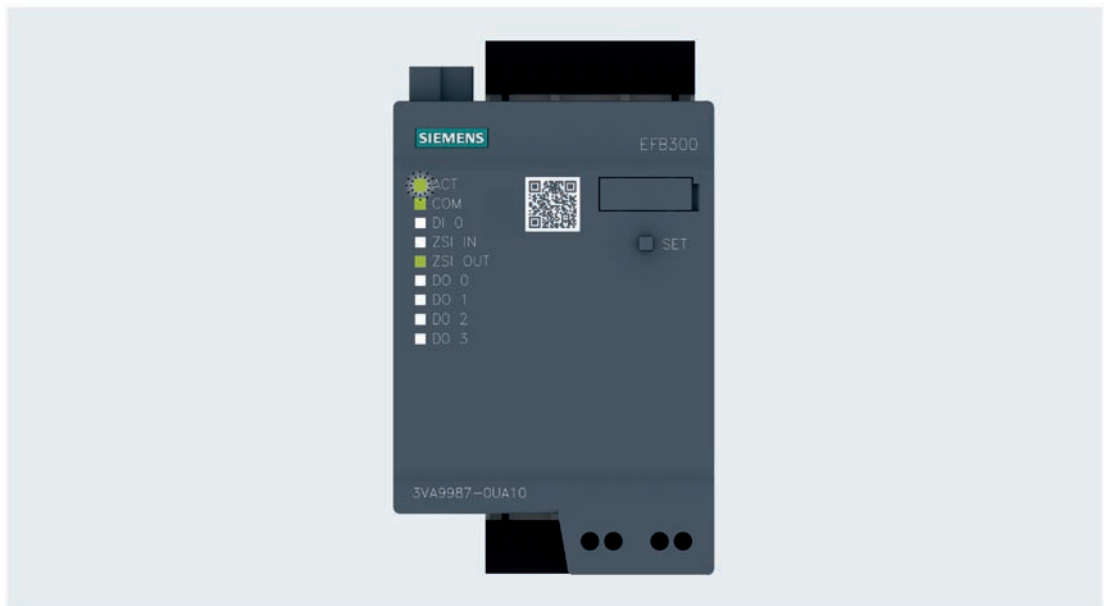 SIEMENS
EFB300
ACT
COM
DI 0
ZSI IN
ZSI OUT
DO 0
DO 1
DO 2
DO 3
SET
3VA9987-0UA10